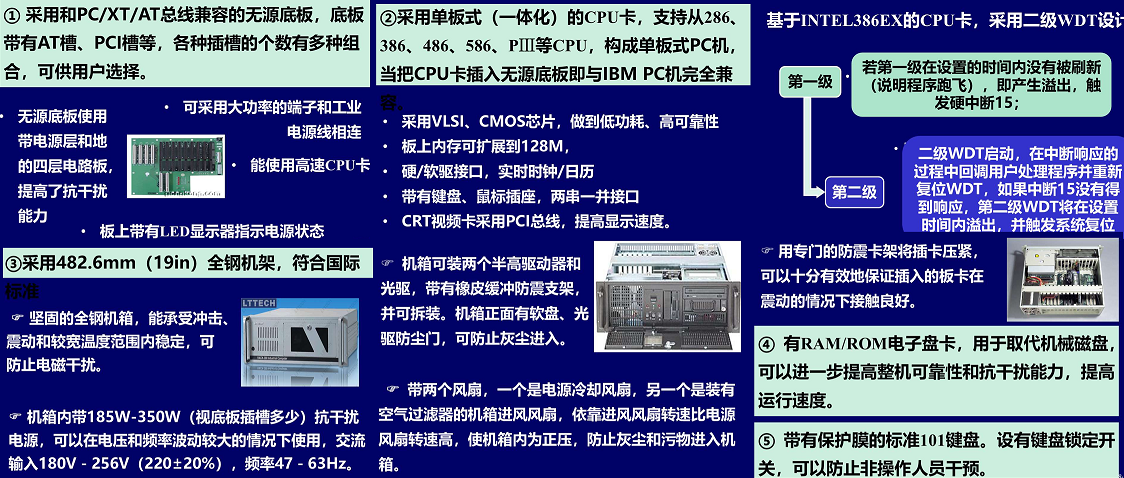 ① 采用和PC/XT/AT总线兼容的无源底板，底板
带有AT槽、PCI槽等，各种插槽的个数有多种组
合，可供用户选择。
• 无源底板使用
带电源层和地
的四层电路板，
提高了抗干扰
能力
• 可采用大功率的端子和工业
电源线相连
• 能使用高速CPU卡
• 板上带有LED显示器指示电源状态
③采用482.6mm（19in）全钢机架，符合国际
标准
☞ 坚固的全钢机箱，能承受冲击、
震动和较宽温度范围内稳定，可
防止电磁干扰。
LTTECH
☞ 机箱内带185W-350W（视底板插槽多少）抗干扰
电源，可以在电压和频率波动较大的情况下使用，交流
输入180V - 256V（220±20%），频率47 - 63Hz。
②采用单板式（一体化）的CPU卡，支持从286、
386、486、586、PⅢ等CPU，构成单板式PC机，
当把CPU卡插入无源底板即与IBM PC机完全兼
容。
• 采用VLSI、CMOS芯片，做到低功耗、高可靠性
• 板上内存可扩展到128M，
• 硬/软驱接口，实时时钟/日历
• 带有键盘、鼠标插座，两串一并接口
• CRT视频卡采用PCI总线，提高显示速度。
☞ 机箱可装两个半高驱动器和
光驱，带有橡皮缓冲防震支架，
并可拆装。机箱正面有软盘、光
驱防尘门，可防止灰尘进入。
☞ 带两个风扇，一个是电源冷却风扇，另一个是装有
空气过滤器的机箱进风风扇，依靠进风风扇转速比电源
风扇转速高，使机箱内为正压，防止灰尘和污物进入机
箱。
基于INTEL386EX的CPU卡，采用二级WDT设计
第一级
• 若第一级在设置的时间内没有被刷新
（说明程序跑飞），即产生溢出，触
发硬中断15；
第二级
• 二级WDT启动，在中断响应的
过程中回调用户处理程序并重新
复位WDT，如果中断15没有得
到响应，第二级WDT将在设置
时间内溢出，并触发系统复位
☞ 用专门的防震卡架将插卡压紧，
可以十分有效地保证插入的板卡在
震动的情况下接触良好。
④ 有RAM/ROM电子盘卡，用于取代机械磁盘，
可以进一步提高整机可靠性和抗干扰能力，提高
运行速度。
⑤ 带有保护膜的标准101键盘。设有键盘锁定开
关，可以防止非操作人员干预。